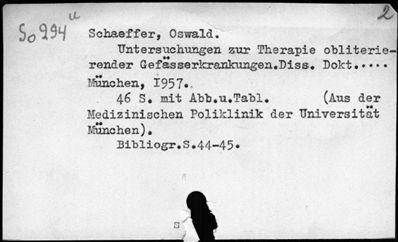 So 994 u
2
Schaeffer, Oswald.
Untersuchungen zur Therapie obliterie-
render Gefässerkrankungen.Diss. Dokt.....
München, 1957.
46 S. mit Abb.u.Tabl. (Aus der
Medizinischen Poliklinik der Universität
München).
Bibliogr.S.44-45.
S